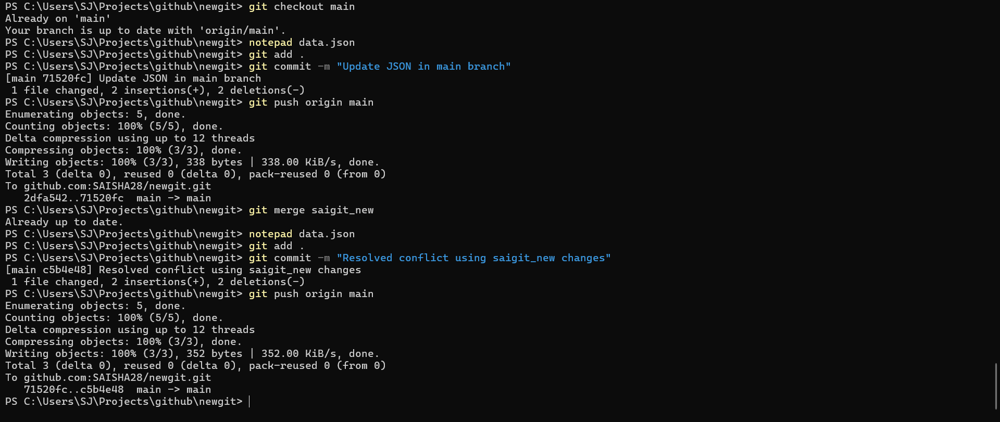 PS C:\Users\SJ\Projects\github\newgit> git checkout main
Already on 'main'
Your branch is up to date with 'origin/main'.
PS C:\Users\SJ\Projects\github\newgit> notepad data.json
PS C:\Users\SJ\Projects\github\newgit> git add .
PS C:\Users\SJ\Projects\github\newgit> git commit -m "Update JSON in main branch"
[main 71520fc] Update JSON in main branch
 1 file changed, 2 insertions(+), 2 deletions(-)
PS C:\Users\SJ\Projects\github\newgit> git push origin main
Enumerating objects: 5, done.
Counting objects: 100% (5/5), done.
Delta compression using up to 12 threads
Compressing objects: 100% (3/3), done.
Writing objects: 100% (3/3), 338 bytes | 338.00 KiB/s, done.
Total 3 (delta 0), reused 0 (delta 0), pack-reused 0 (from 0)
To github.com:SAISHA28/newgit.git
   2dfa542..71520fc  main -> main
PS C:\Users\SJ\Projects\github\newgit> git merge saigit_new
Already up to date.
PS C:\Users\SJ\Projects\github\newgit> notepad data.json
PS C:\Users\SJ\Projects\github\newgit> git add .
PS C:\Users\SJ\Projects\github\newgit> git commit -m "Resolved conflict using saigit_new changes"
[main c5b4e48] Resolved conflict using saigit_new changes
 1 file changed, 2 insertions(+), 2 deletions(-)
PS C:\Users\SJ\Projects\github\newgit> git push origin main
Enumerating objects: 5, done.
Counting objects: 100% (5/5), done.
Delta compression using up to 12 threads
Compressing objects: 100% (3/3), done.
Writing objects: 100% (3/3), 352 bytes | 352.00 KiB/s, done.
Total 3 (delta 0), reused 0 (delta 0), pack-reused 0 (from 0)
To github.com:SAISHA28/newgit.git
   71520fc..c5b4e48  main -> main
PS C:\Users\SJ\Projects\github\newgit>